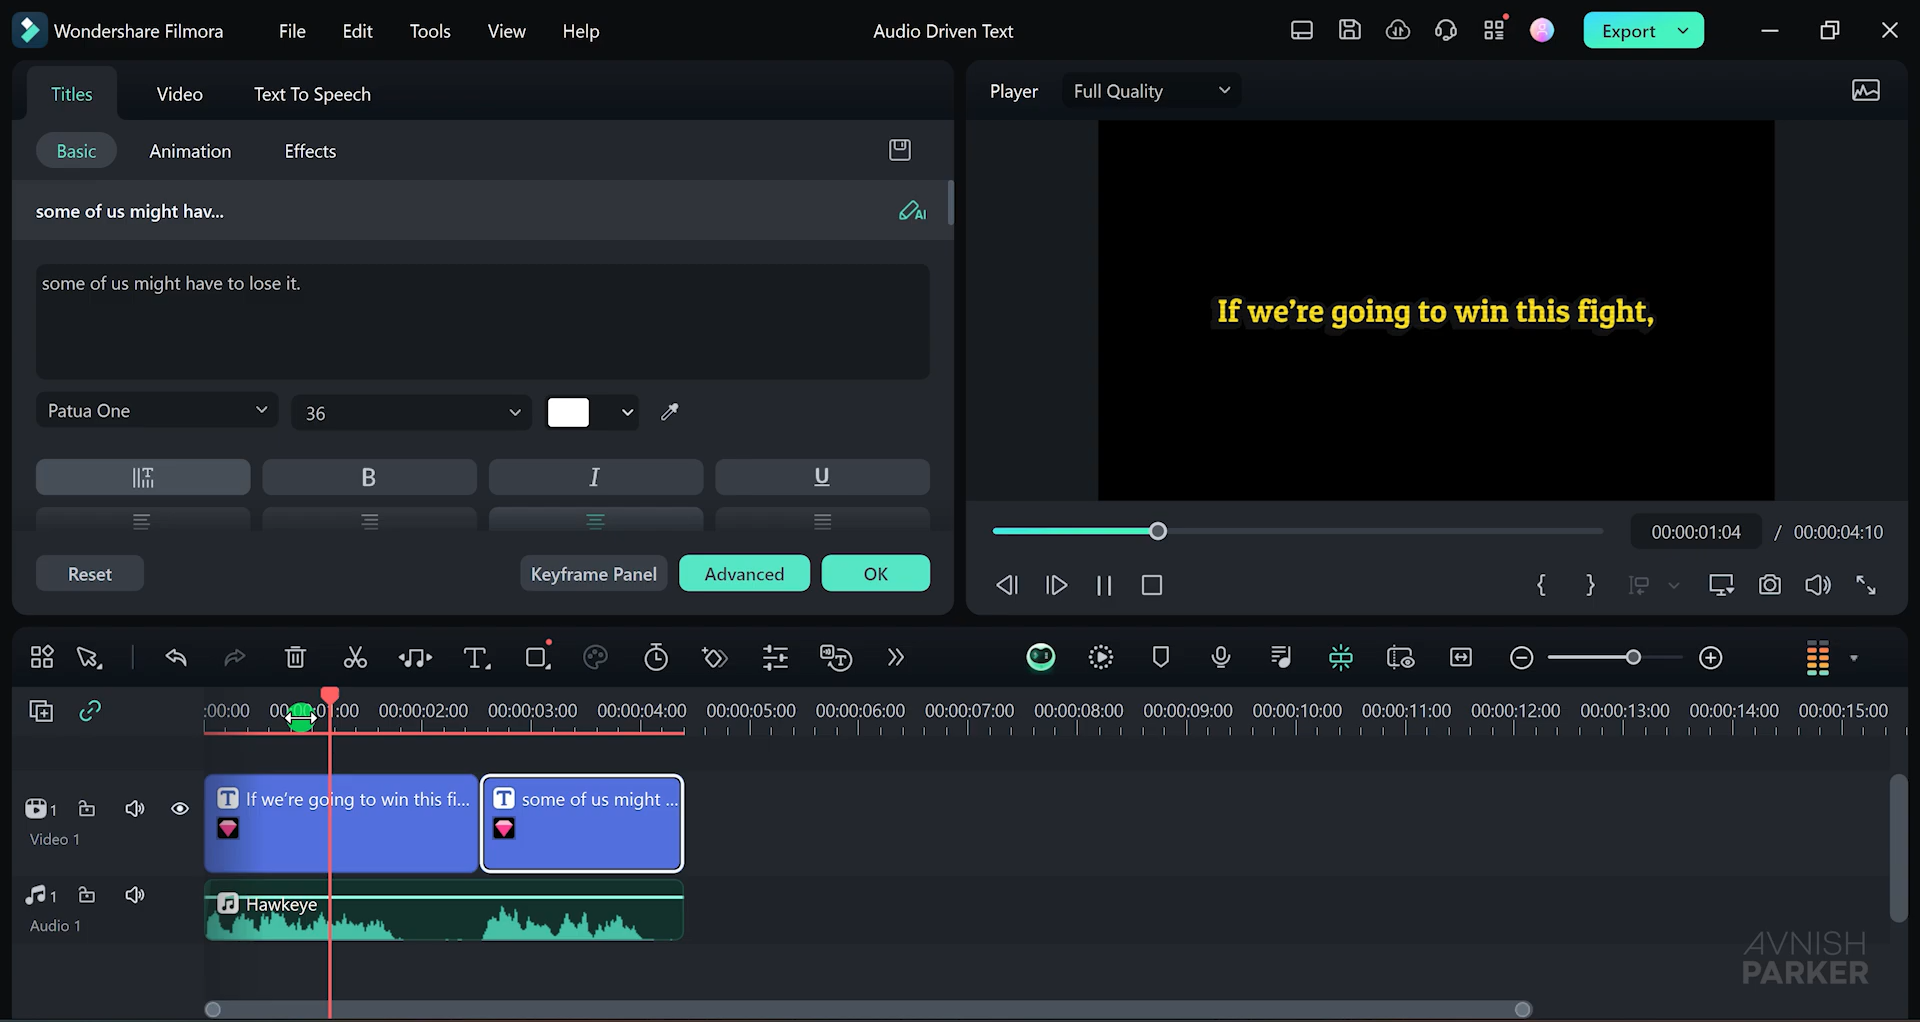 Wondershare Filmora File Edit Tools View Help Audio Driven Text Export
Titles Video Text To Speech
Basic Animation Effects
some of us might hav...
AI
some of us might have to lose it.
Patua One 36
B I U
Reset Keyframe Panel Advanced OK
Player Full Quality
If we're going to win this fight,
00:00:01:04 / 00:00:04:10
:00:00 00:00:01:00 00:00:02:00 00:00:03:00 00:00:04:00 00:00:05:00 00:00:06:00 00:00:07:00 00:00:08:00 00:00:09:00 00:00:10:00 00:00:11:00 00:00:12:00 00:00:13:00 00:00:14:00 00:00:15:00
1 T If we're going to win this fi... T some of us might ...
Video 1
1 Hawkeye
Audio 1
AVNISH
PARKER